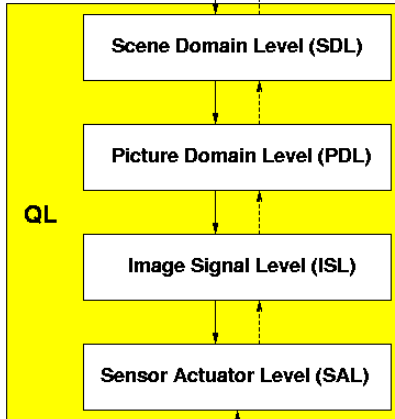 Scene Domain Level (SDL)
Picture Domain Level (PDL)
QL
Image Signal Level (ISL)
Sensor Actuator Level (SAL)